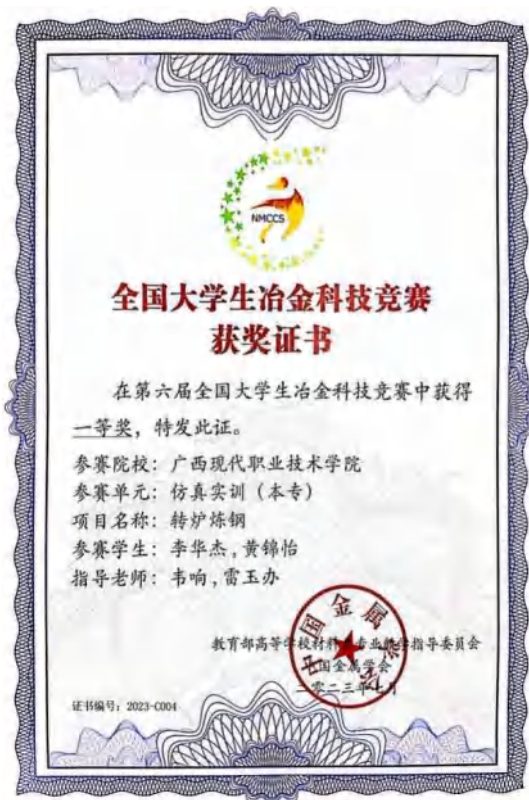 NMCCS
全国大学生冶金科技竞赛
获奖证书
在第六届全国大学生冶金科技竞赛中获得
一等奖，特发此证。
参赛院校：广西现代职业技术学院
参赛单元：仿真实训（本专）
项目名称：转炉炼钢
参赛学生：李华杰,黄锦怡
指导老师：韦响,雷玉办
教育部高等学校材料 专业 学指导委员会
中国金属学会
二〇二三年 月
证书编号：2023-C004